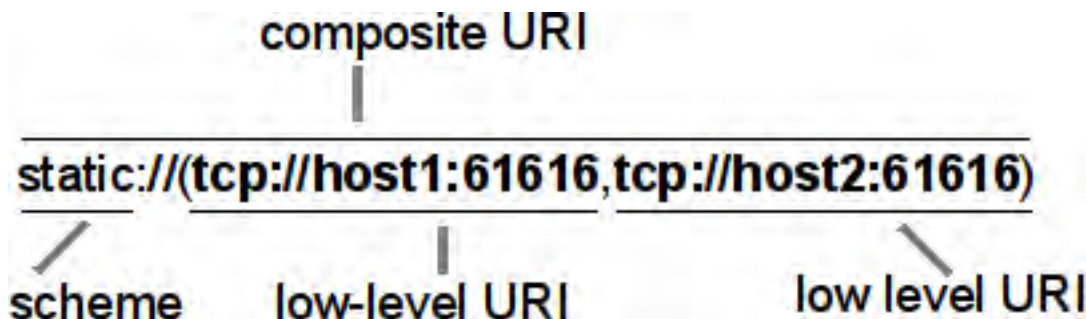 composite URI
static://(tcp://host1:61616,tcp://host2:61616)
scheme low-level URI low level URI